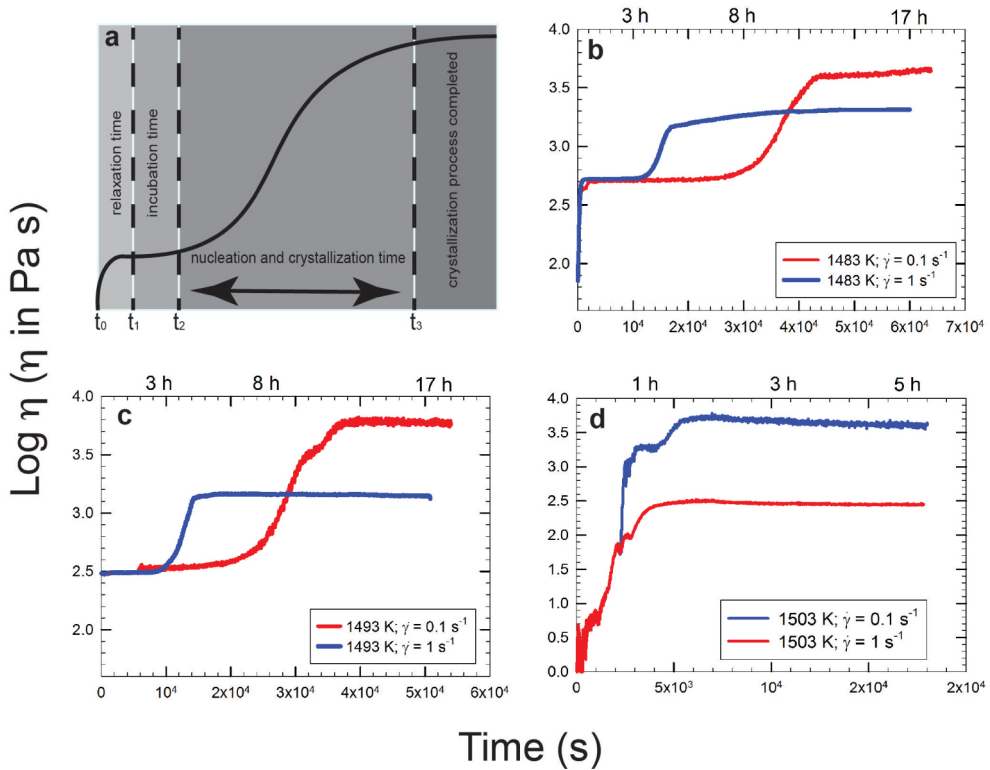 Log η (η in Pa s)
a
relaxation time
incubation time
nucleation and crystallization time
crystallization process completed
t₀ t₁ t₂ t₃
3 h 8 h 17 h
b
4.0
3.5
3.0
2.5
2.0
1483 K; γ̇ = 0.1 s⁻¹
1483 K; γ̇ = 1 s⁻¹
0 10⁴ 2x10⁴ 3x10⁴ 4x10⁴ 5x10⁴ 6x10⁴ 7x10⁴
3 h 8 h 17 h
c
4.0
3.5
3.0
2.5
2.0
1493 K; γ̇ = 0.1 s⁻¹
1493 K; γ̇ = 1 s⁻¹
0 10⁴ 2x10⁴ 3x10⁴ 4x10⁴ 5x10⁴ 6x10⁴
1 h 3 h 5 h
d
4.0
3.5
3.0
2.5
2.0
1.5
1.0
0.5
0.0
1503 K; γ̇ = 0.1 s⁻¹
1503 K; γ̇ = 1 s⁻¹
0 5x10³ 10⁴ 2x10⁴ 2x10⁴
Time (s)